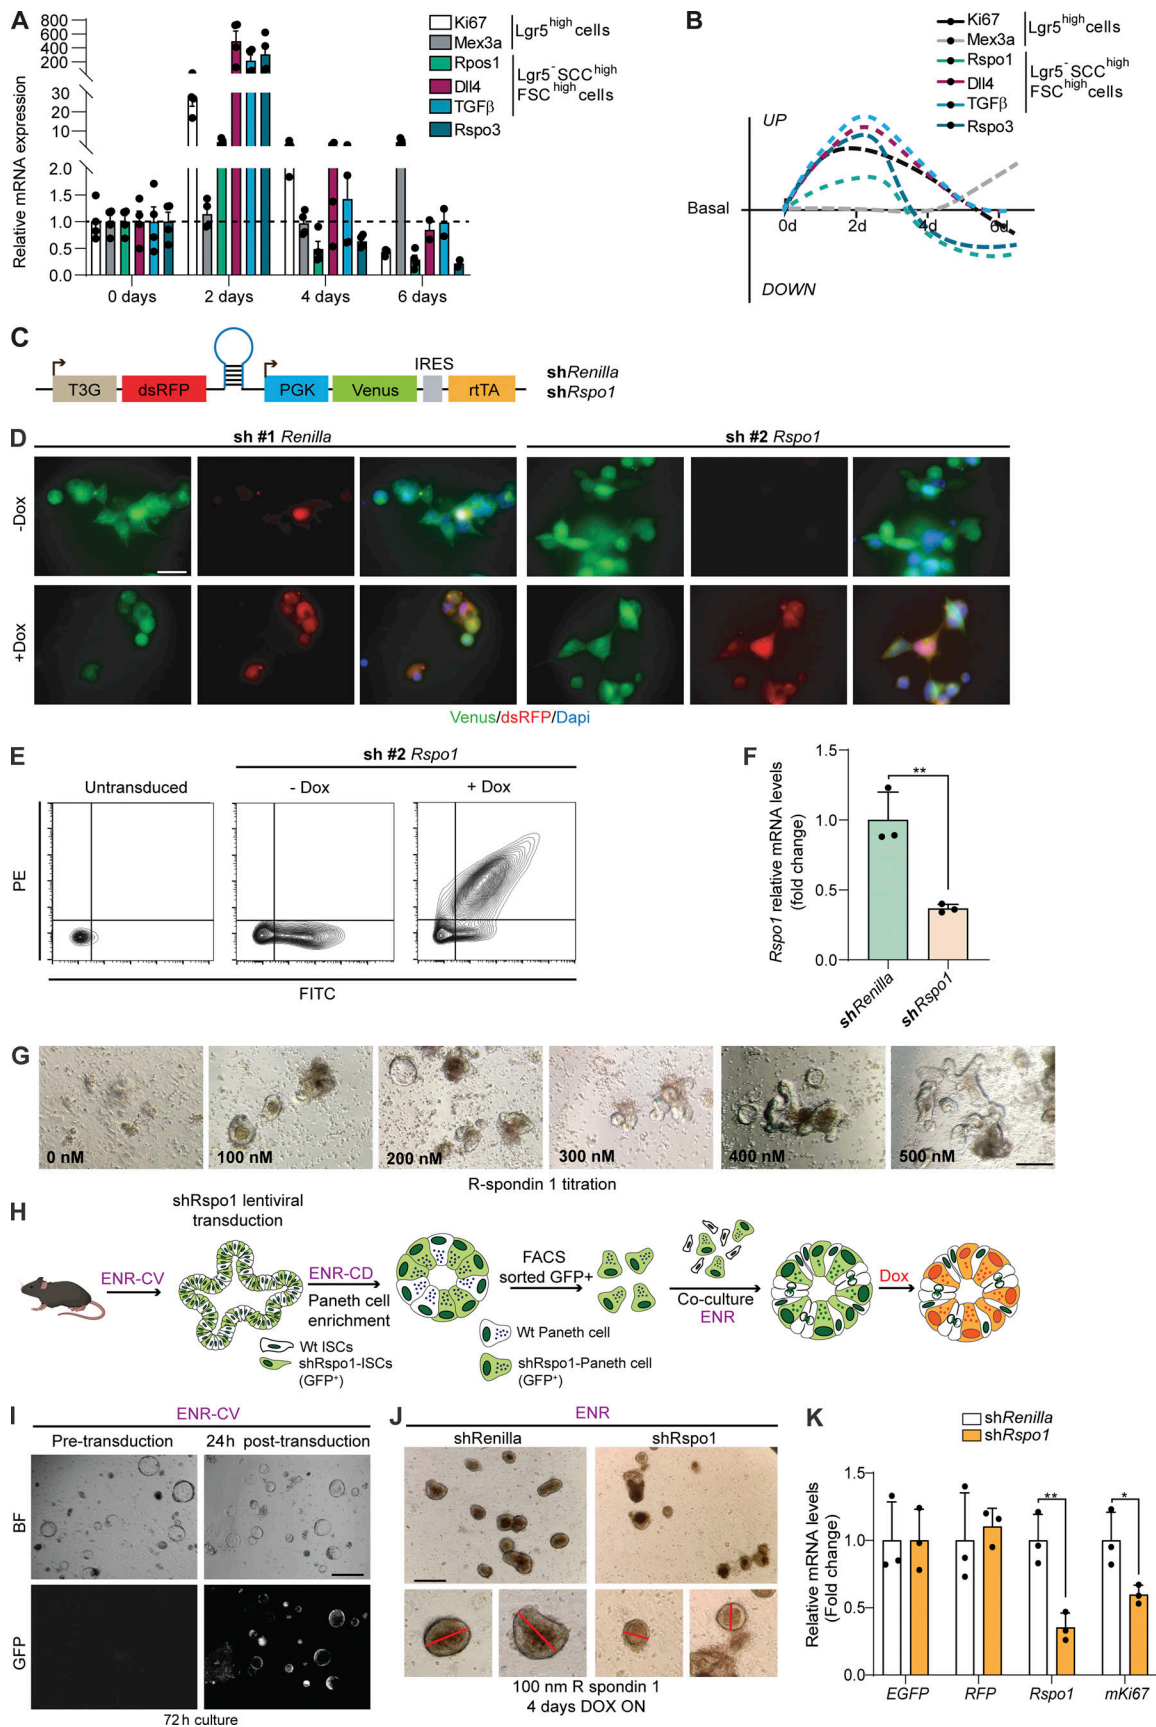 A
Relative mRNA expression
800
600
400
200
30
20
10
2.0
1.5
1.0
0.5
0.0
0 days
2 days
4 days
6 days
Ki67
Mex3a
Rpos1
Dll4
TGFβ
Rspo3
Lgr5high cells
Lgr5- SCChigh
FSChigh cells
B
Ki67
Mex3a
Rspo1
Dll4
TGFβ
Rspo3
Lgr5high cells
Lgr5- SCChigh
FSChigh cells
UP
Basal
DOWN
0d
2d
4d
6d
C
T3G
dsRFP
PGK
Venus
IRES
rtTA
shRenilla
shRspo1
D
sh #1 Renilla
sh #2 Rspo1
-Dox
+Dox
Venus/dsRFP/Dapi
E
sh #2 Rspo1
Untransduced
- Dox
+ Dox
PE
FITC
F
Rspo1 relative mRNA levels
(fold change)
1.5
1.0
0.5
0.0
**
shRenilla
shRspo1
G
0 nM
100 nM
200 nM
300 nM
400 nM
500 nM
R-spondin 1 titration
H
shRspo1 lentiviral
transduction
ENR-CV
ENR-CD
Paneth cell
enrichment
FACS
sorted GFP+
Co-culture
ENR
Dox
Wt ISCs
shRspo1-ISCs
(GFP+)
Wt Paneth cell
shRspo1-Paneth cell
(GFP+)
I
ENR-CV
Pre-transduction
24h post-transduction
BF
GFP
72h culture
J
ENR
shRenilla
shRspo1
100 nm R spondin 1
4 days DOX ON
K
shRenilla
shRspo1
Relative mRNA levels
(Fold change)
1.5
1.0
0.5
0.0
**
*
EGFP
RFP
Rspo1
mKi67